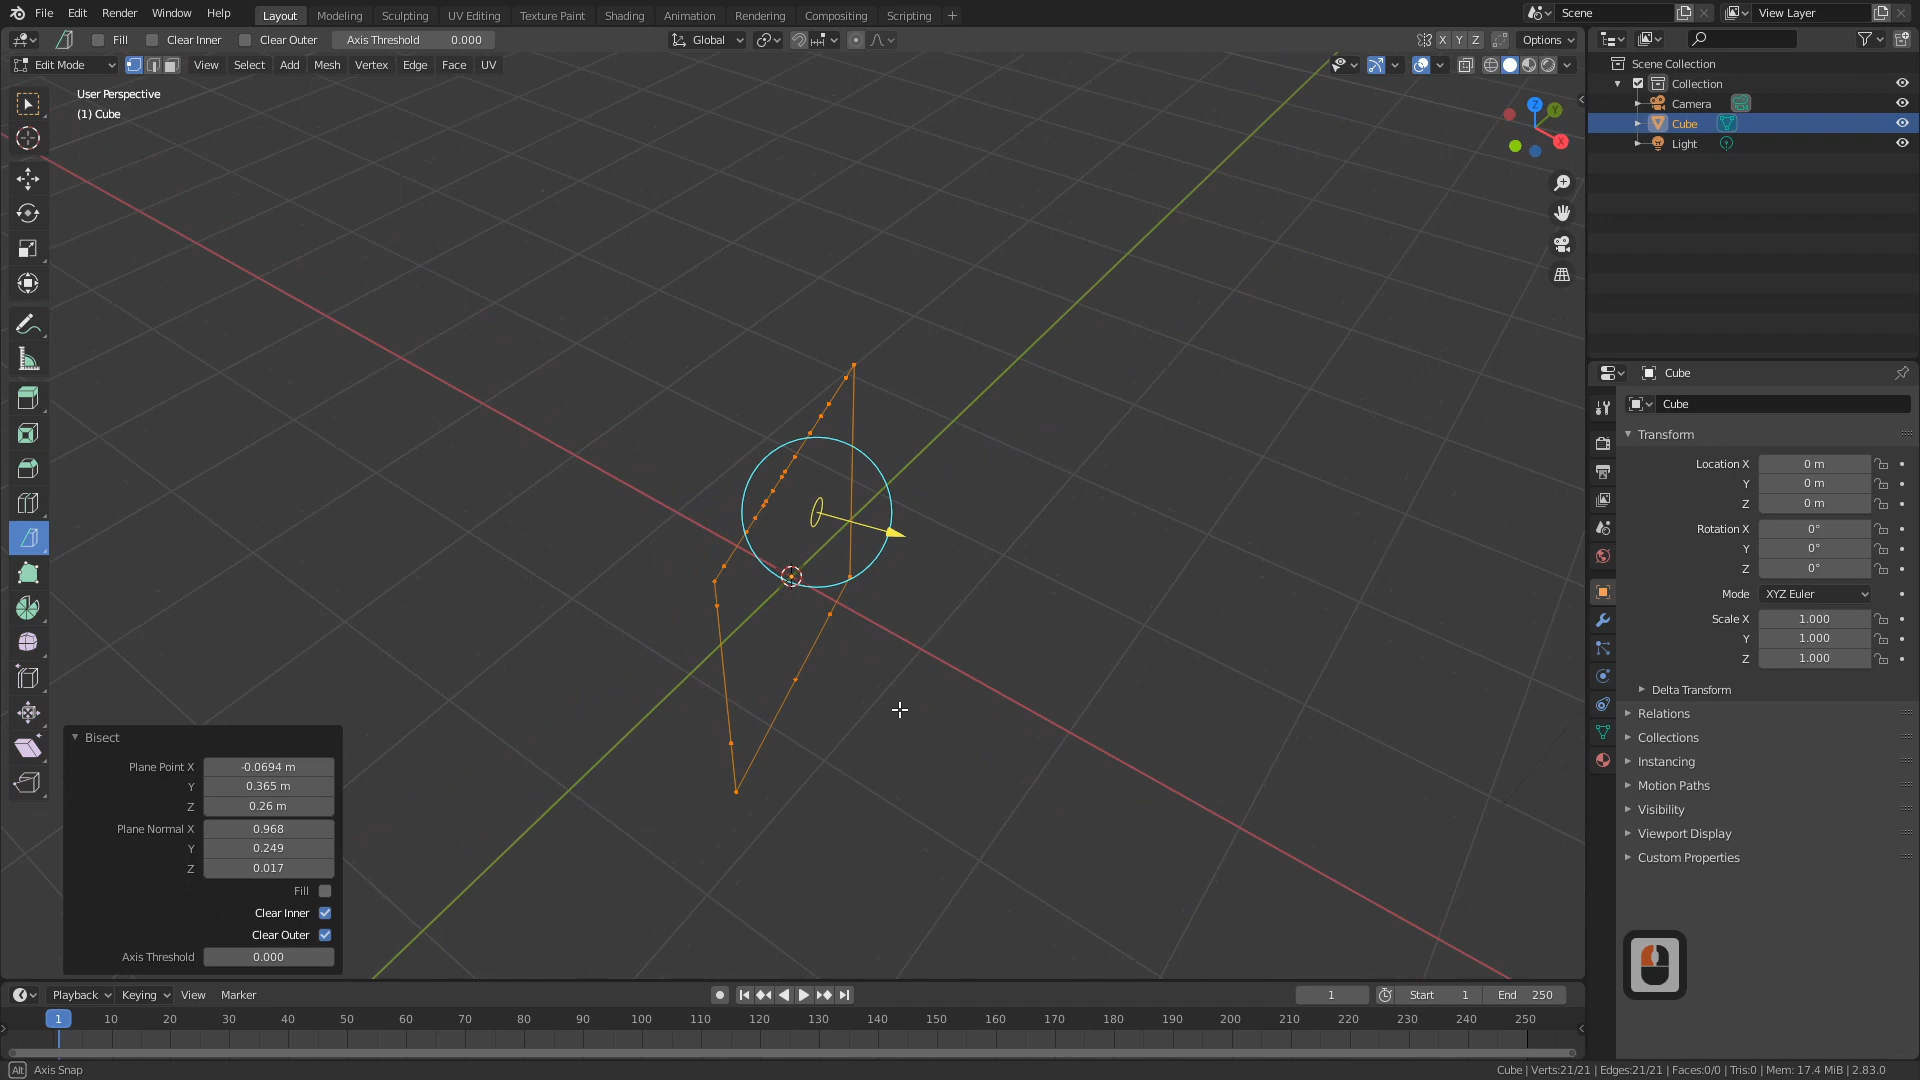 File Edit Render Window Help Layout Modeling Sculpting UV Editing Texture Paint Shading Animation Rendering Compositing Scripting + Scene View Layer
Fill Clear Inner Clear Outer Axis Threshold 0.000 Global X Y Z Options
Edit Mode View Select Add Mesh Vertex Edge Face UV
User Perspective
(1) Cube
Z
Y
X
Scene Collection
Collection
Camera
Cube
Light
Cube
Cube
Transform
Location X 0 m
Y 0 m
Z 0 m
Rotation X 0°
Y 0°
Z 0°
Mode XYZ Euler
Scale X 1.000
Y 1.000
Z 1.000
Delta Transform
Relations
Collections
Instancing
Motion Paths
Visibility
Viewport Display
Custom Properties
Bisect
Plane Point X -0.0694 m
Y 0.365 m
Z 0.26 m
Plane Normal X 0.968
Y 0.249
Z 0.017
Fill
Clear Inner
Clear Outer
Axis Threshold 0.000
Playback Keying View Marker 1 Start 1 End 250
1 10 20 30 40 50 60 70 80 90 100 110 120 130 140 150 160 170 180 190 200 210 220 230 240 250
Alt Axis Snap Cube | Verts:21/21 | Edges:21/21 | Faces:0/0 | Tris:0 | Mem: 17.4 MiB | 2.83.0